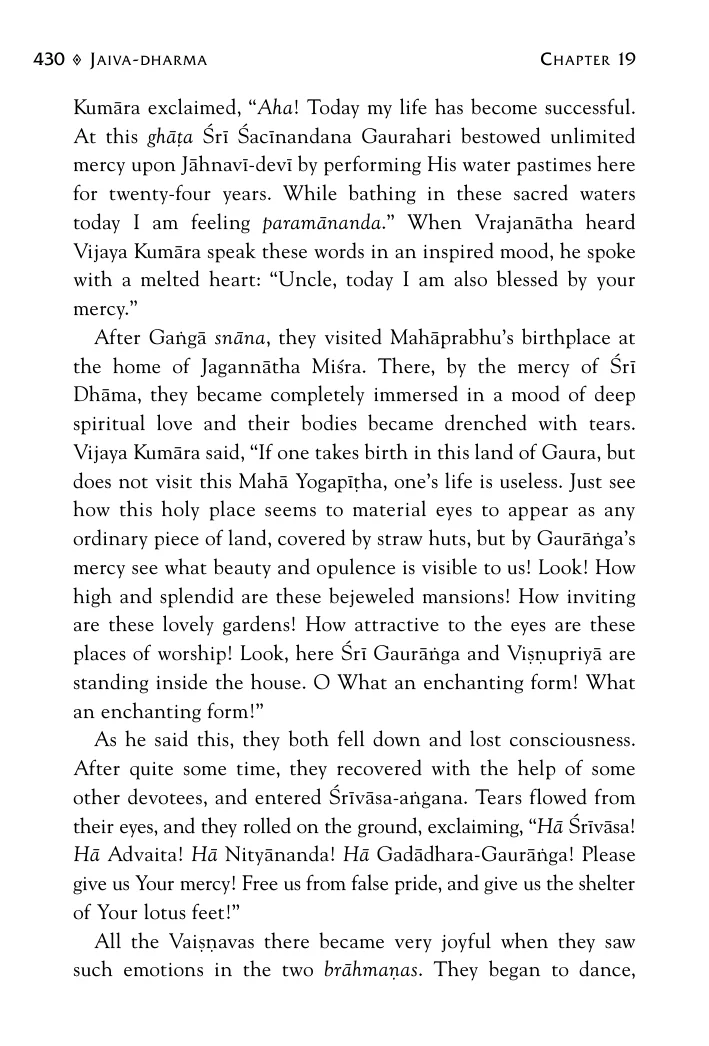 430 ◊ JAIVA-DHARMA CHAPTER 19
Kumāra exclaimed, “Aha! Today my life has become successful.
At this ghāṭa Śrī Śacīnandana Gaurahari bestowed unlimited
mercy upon Jāhnavī-devī by performing His water pastimes here
for twenty-four years. While bathing in these sacred waters
today I am feeling paramānanda.” When Vrajanātha heard
Vijaya Kumāra speak these words in an inspired mood, he spoke
with a melted heart: “Uncle, today I am also blessed by your
mercy.”
After Gaṅgā snāna, they visited Mahāprabhu’s birthplace at
the home of Jagannātha Miśra. There, by the mercy of Śrī
Dhāma, they became completely immersed in a mood of deep
spiritual love and their bodies became drenched with tears.
Vijaya Kumāra said, “If one takes birth in this land of Gaura, but
does not visit this Mahā Yogapīṭha, one’s life is useless. Just see
how this holy place seems to material eyes to appear as any
ordinary piece of land, covered by straw huts, but by Gaurāṅga’s
mercy see what beauty and opulence is visible to us! Look! How
high and splendid are these bejeweled mansions! How inviting
are these lovely gardens! How attractive to the eyes are these
places of worship! Look, here Śrī Gaurāṅga and Viṣṇupriyā are
standing inside the house. O What an enchanting form! What
an enchanting form!”
As he said this, they both fell down and lost consciousness.
After quite some time, they recovered with the help of some
other devotees, and entered Śrīvāsa-aṅgana. Tears flowed from
their eyes, and they rolled on the ground, exclaiming, “Hā Śrīvāsa!
Hā Advaita! Hā Nityānanda! Hā Gadādhara-Gaurāṅga! Please
give us Your mercy! Free us from false pride, and give us the shelter
of Your lotus feet!”
All the Vaiṣṇavas there became very joyful when they saw
such emotions in the two brāhmaṇas. They began to dance,